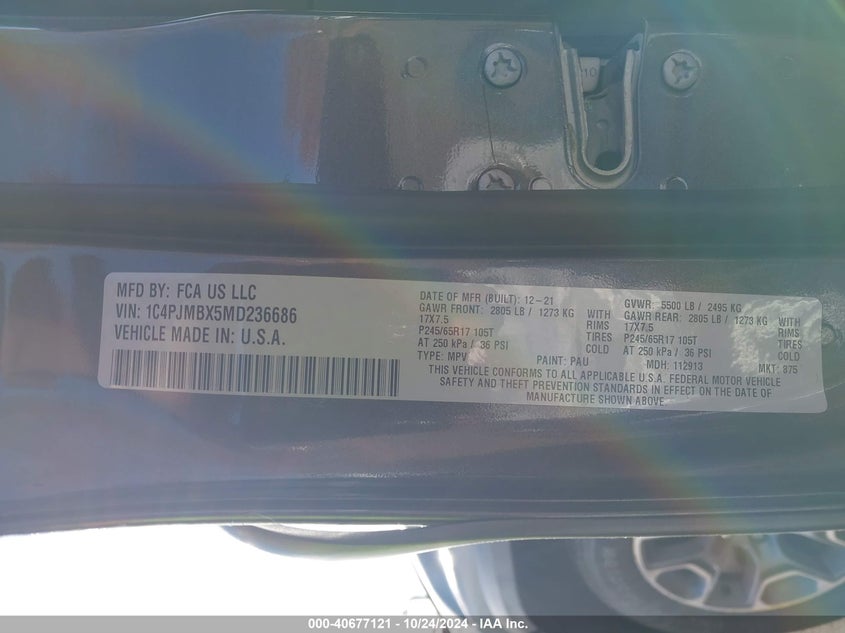 10
MFD BY: FCA US LLC
VIN: 1C4PJMBX5MD236686
VEHICLE MADE IN: U.S.A.
DATE OF MFR (BUILT): 12-21
GAWR FRONT: 2805 LB / 1273 KG WITH
17X7.5 RIMS
P245/65R17 105T TIRES
AT 250 kPa / 36 PSI COLD
GVWR: 5500 LB / 2495 KG
GAWR REAR: 2805 LB / 1273 KG WITH
17X7.5 RIMS
P245/65R17 105T TIRES
AT 250 kPa / 36 PSI COLD
TYPE: MPV PAINT: PAU MDH: 112913 MKT: 875
THIS VEHICLE CONFORMS TO ALL APPLICABLE U.S.A. FEDERAL MOTOR VEHICLE
SAFETY AND THEFT PREVENTION STANDARDS IN EFFECT ON THE DATE OF
MANUFACTURE SHOWN ABOVE
000-40677121 - 10/24/2024 - IAA Inc.